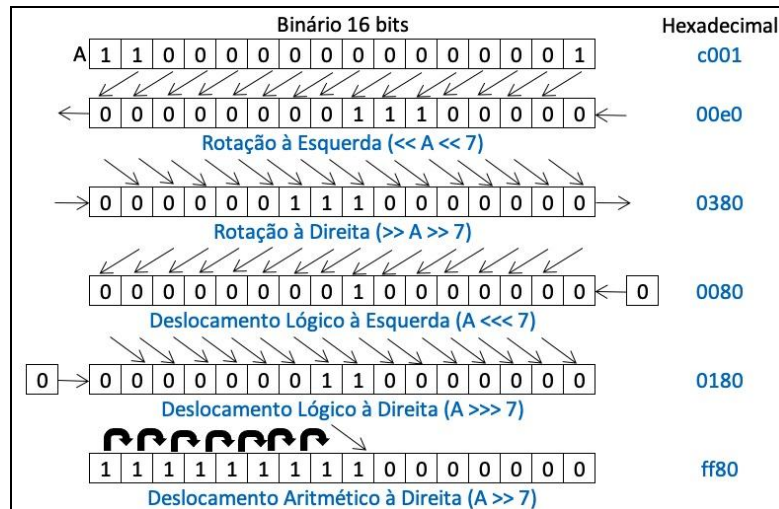 Binário 16 bits Hexadecimal
A 1 1 0 0 0 0 0 0 0 0 0 0 0 0 0 1 c001
0 0 0 0 0 0 0 0 1 1 1 0 0 0 0 0 00e0
Rotação à Esquerda (<< A << 7)
0 0 0 0 0 0 1 1 1 0 0 0 0 0 0 0 0380
Rotação à Direita (>> A >> 7)
0 0 0 0 0 0 0 0 1 0 0 0 0 0 0 0 0 0080
Deslocamento Lógico à Esquerda (A <<< 7)
0 0 0 0 0 0 0 0 1 1 0 0 0 0 0 0 0 0180
Deslocamento Lógico à Direita (A >>> 7)
1 1 1 1 1 1 1 1 1 0 0 0 0 0 0 0 ff80
Deslocamento Aritmético à Direita (A >> 7)